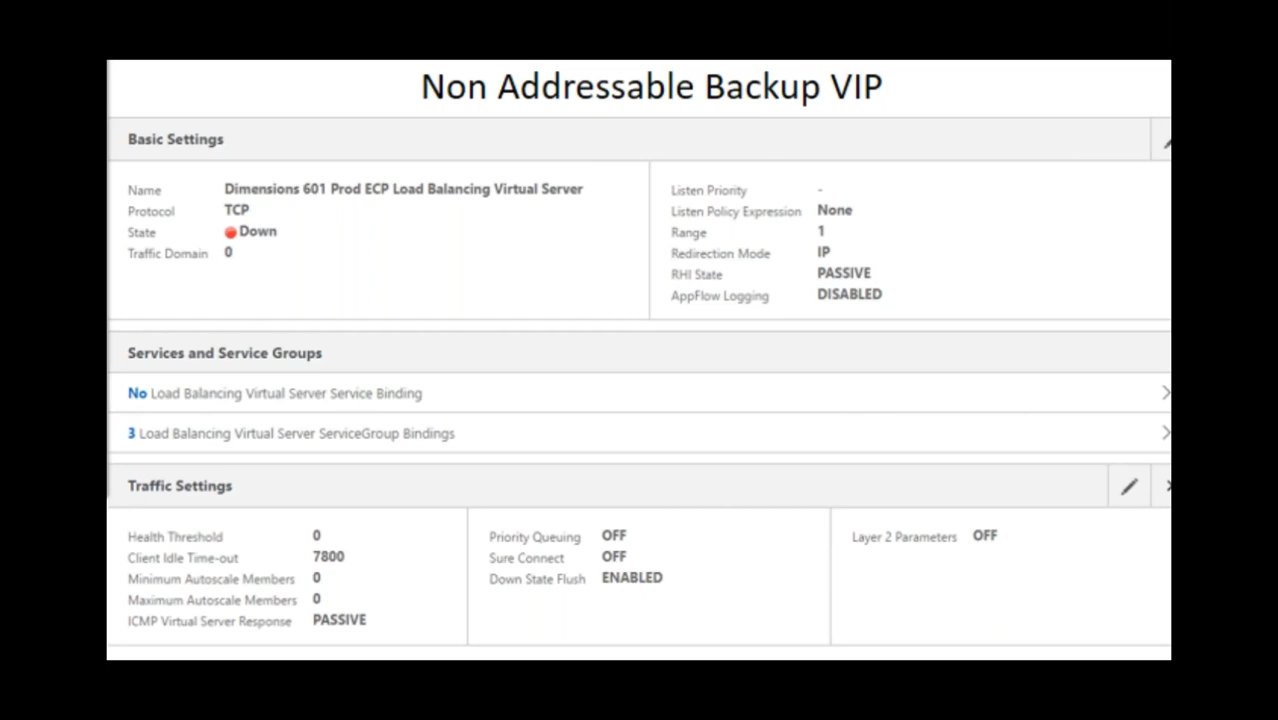 Non Addressable Backup VIP
Basic Settings
Name Dimensions 601 Prod ECP Load Balancing Virtual Server
Protocol TCP
State Down
Traffic Domain 0
Listen Priority -
Listen Policy Expression None
Range 1
Redirection Mode IP
RHI State PASSIVE
AppFlow Logging DISABLED
Services and Service Groups
No Load Balancing Virtual Server Service Binding
3 Load Balancing Virtual Server ServiceGroup Bindings
Traffic Settings
Health Threshold 0
Client Idle Time-out 7800
Minimum Autoscale Members 0
Maximum Autoscale Members 0
ICMP Virtual Server Response PASSIVE
Priority Queuing OFF
Sure Connect OFF
Down State Flush ENABLED
Layer 2 Parameters OFF